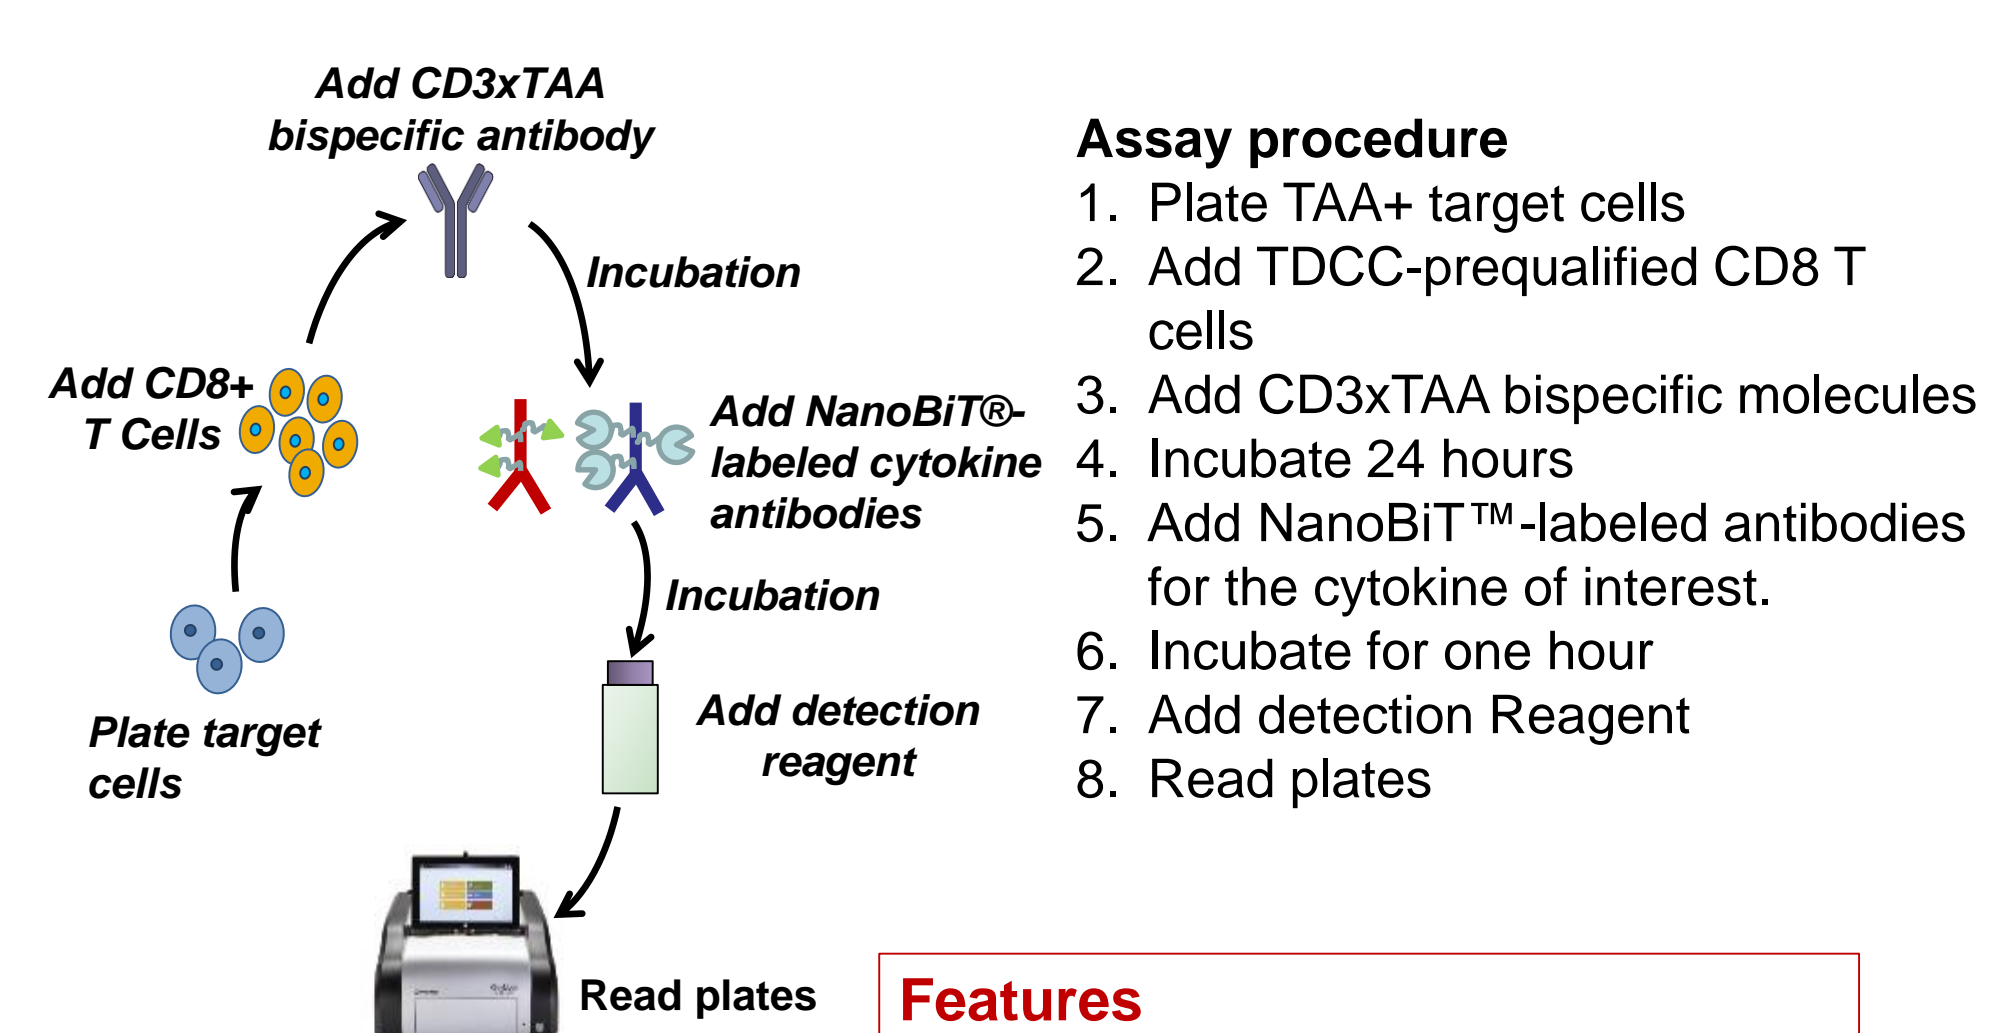 Add CD3xTAA
bispecific antibody
Incubation
Add CD8+
T Cells
Add NanoBiT®-
labeled cytokine
antibodies
Incubation
Plate target
cells
Add detection
reagent
Read plates
Assay procedure
1. Plate TAA+ target cells
2. Add TDCC-prequalified CD8 T
cells
3. Add CD3xTAA bispecific molecules
4. Incubate 24 hours
5. Add NanoBiT™-labeled antibodies
for the cytokine of interest.
6. Incubate for one hour
7. Add detection Reagent
8. Read plates
Features